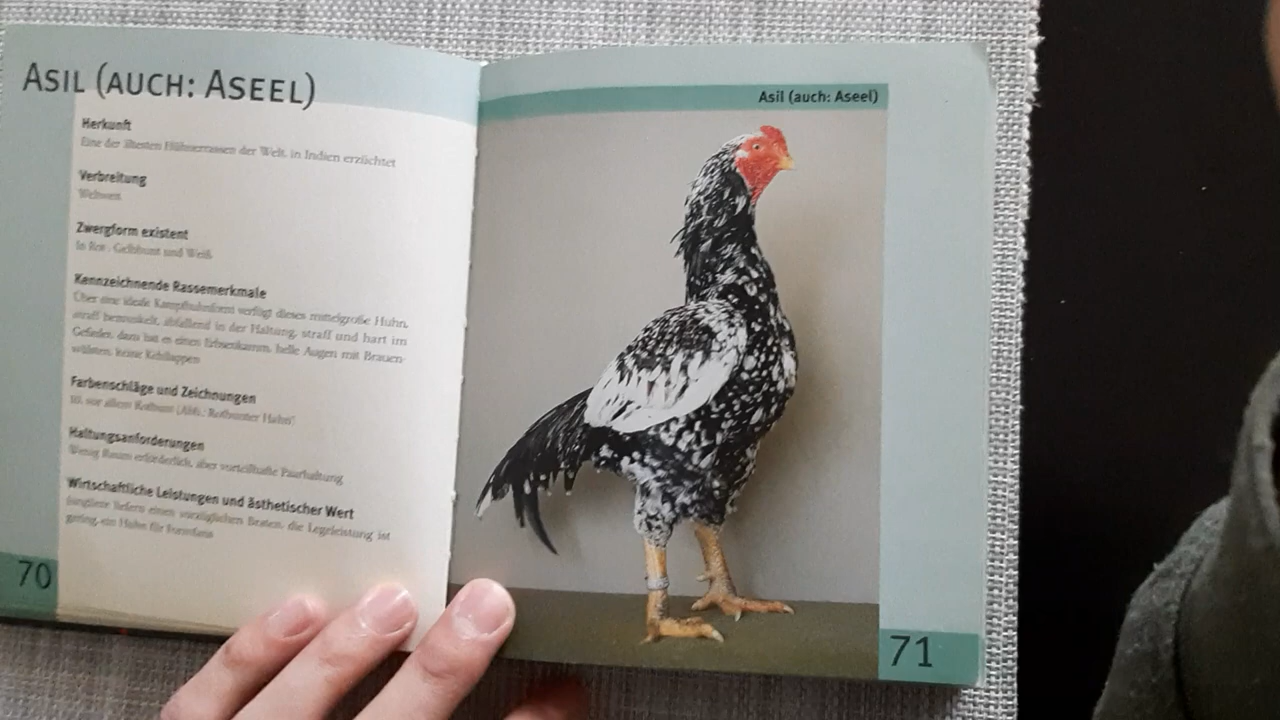 Asil (auch: Aseel)
Herkunft
Eine der ältesten Hühnerrassen der Welt, in Indien erzüchtet
Verbreitung
Weltweit
Zwergform existent
In Rot-, Gelbbunt und Weiß
Kennzeichnende Rassemerkmale
Über eine ideale Kampfhuhnform verfügt dieses mittelgroße Huhn,
straff bemuskelt, abfallend in der Haltung, straff und hart im
Gefieder, dazu hat es einen Erbsenkamm, helle Augen mit Brauen-
wülsten, keine Kehllappen
Farbenschläge und Zeichnungen
10, vor allem Rotbunt (Abb.: Rotbunter Hahn)
Haltungsanforderungen
Wenig Raum erforderlich, aber vorteilhafte Paarhaltung
Wirtschaftliche Leistungen und ästhetischer Wert
Jungtiere liefern einen vorzüglichen Braten, die Legeleistung ist
gering, ein Huhn für Formfans
70
Asil (auch: Aseel)
71